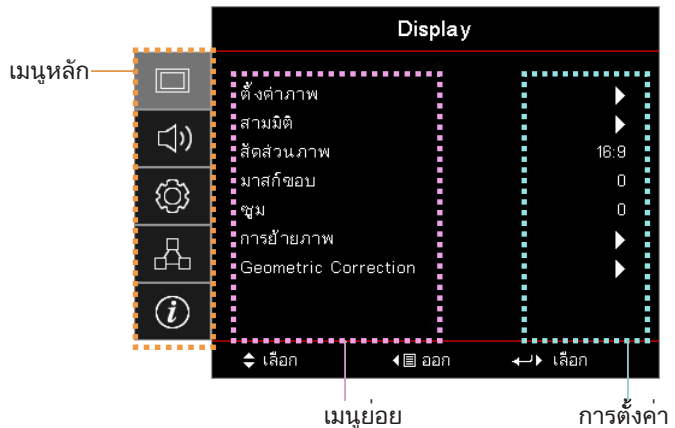 Display
เมนูหลัก
ตั้งค่าภาพ
สามมิติ
สัดส่วนภาพ 16:9
มาสก์ขอบ 0
ซูม 0
การย้ายภาพ
Geometric Correction
เลือก ออก เลือก
เมนูย่อย การตั้งค่า